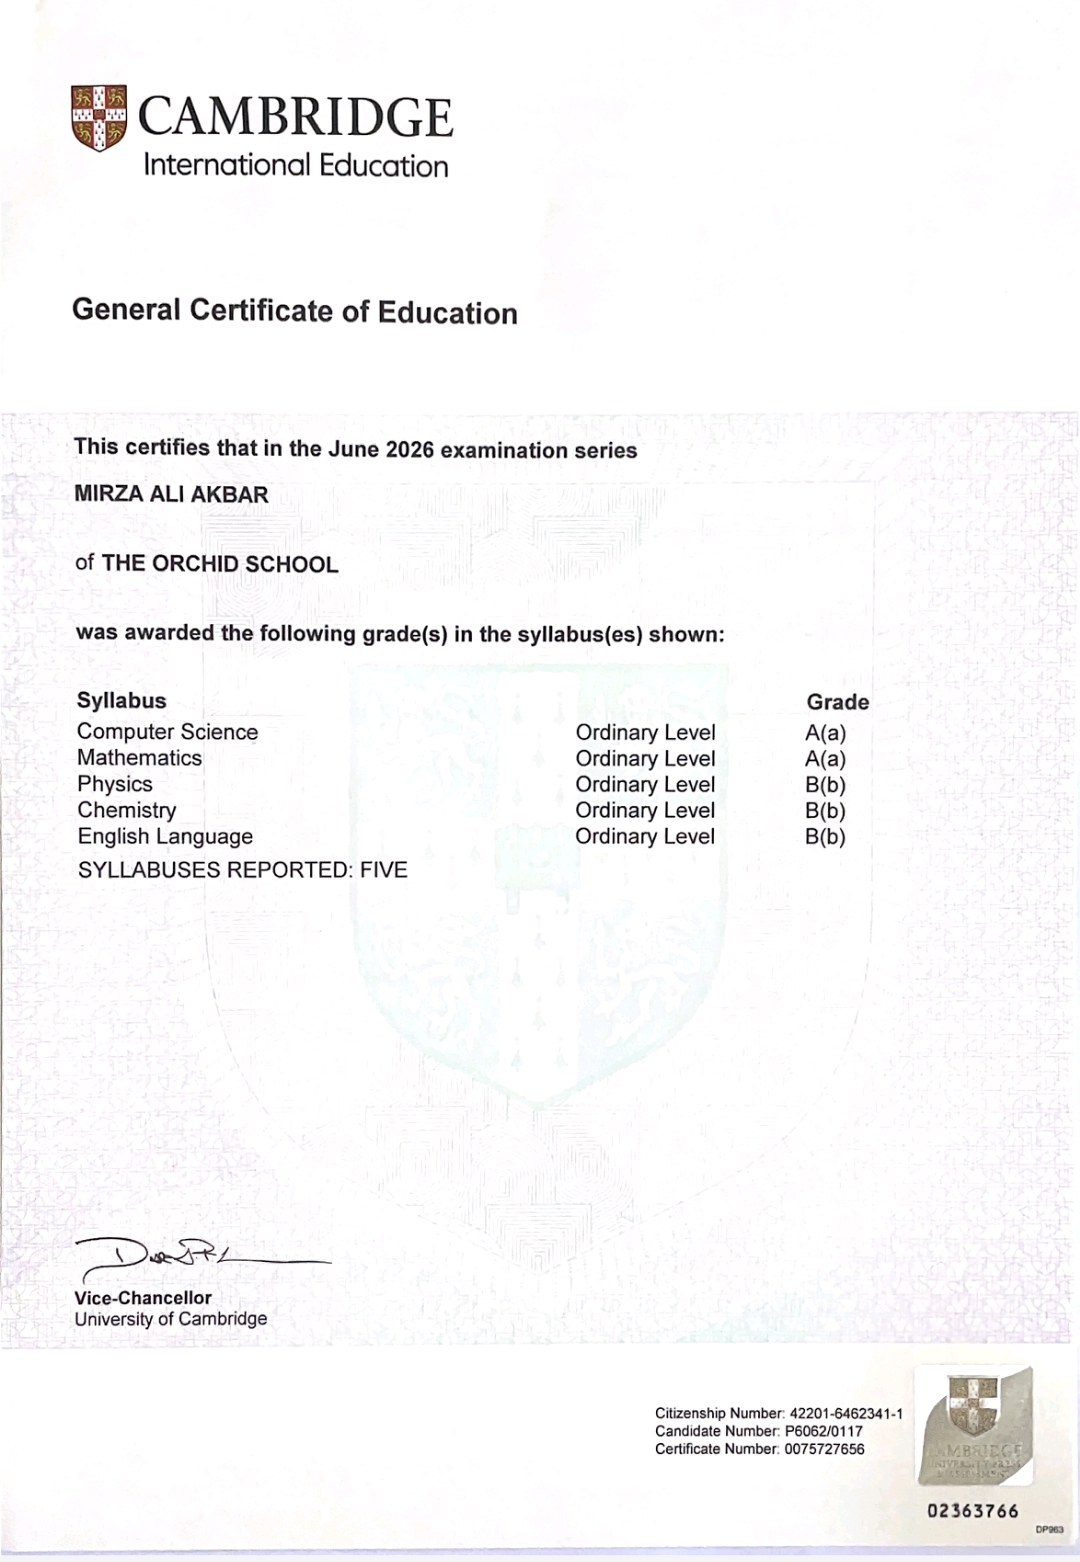 CAMBRIDGE
International Education
General Certificate of Education
This certifies that in the June 2026 examination series
MIRZA ALI AKBAR
of THE ORCHID SCHOOL
was awarded the following grade(s) in the syllabus(es) shown:
Syllabus Grade
Computer Science Ordinary Level A(a)
Mathematics Ordinary Level A(a)
Physics Ordinary Level B(b)
Chemistry Ordinary Level B(b)
English Language Ordinary Level B(b)
SYLLABUSES REPORTED: FIVE
Vice-Chancellor
University of Cambridge
Citizenship Number: 42201-6462341-1
Candidate Number: P6062/0117
Certificate Number: 0075727656
CAMBRIDGE
02363766
DP963